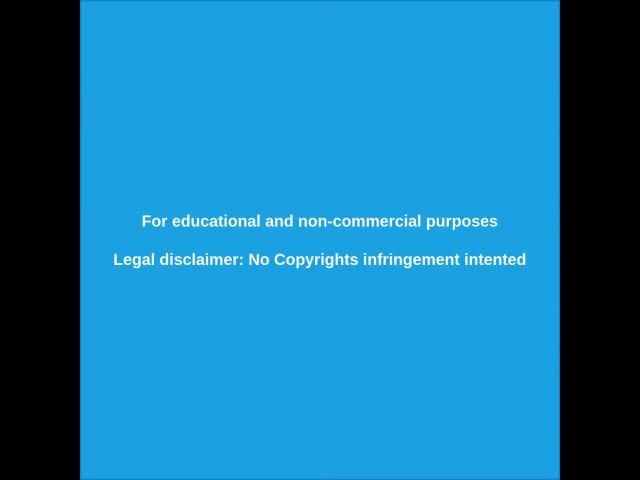 For educational and non-commercial purposes
Legal disclaimer: No Copyrights infringement intented